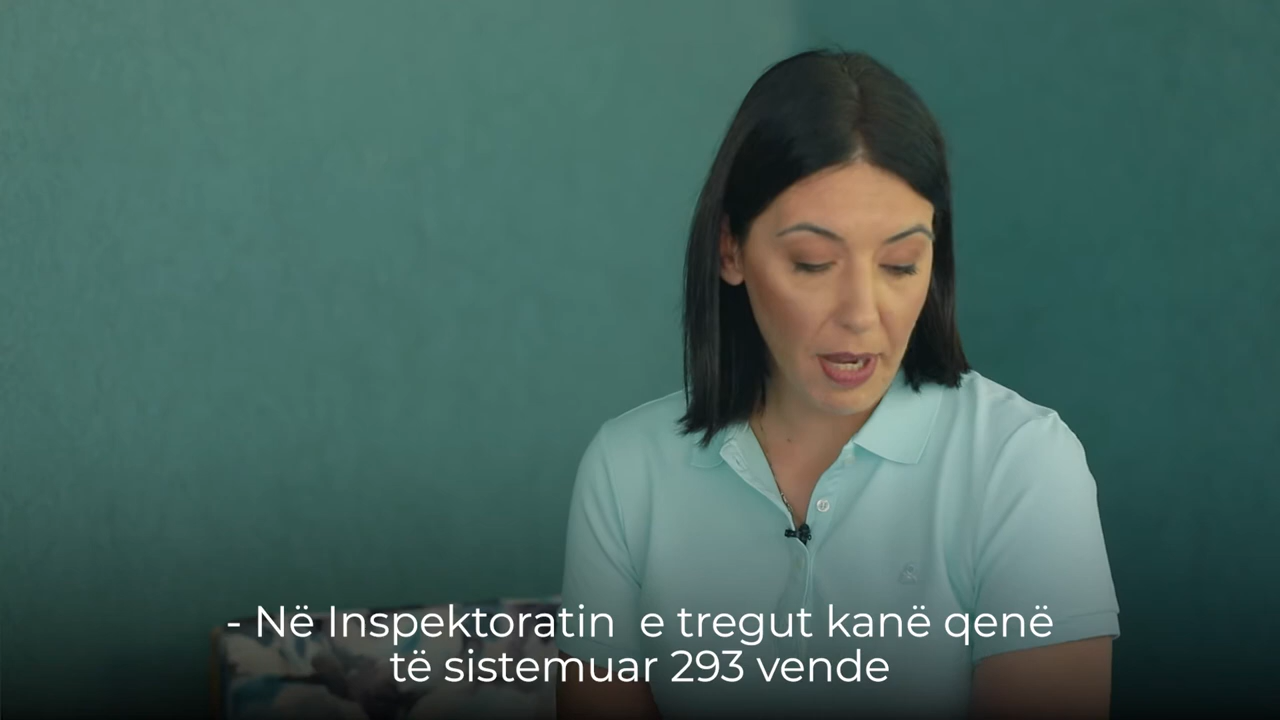 - Në Inspektoratin e tregut kanë qenë
të sistemuar 293 vende